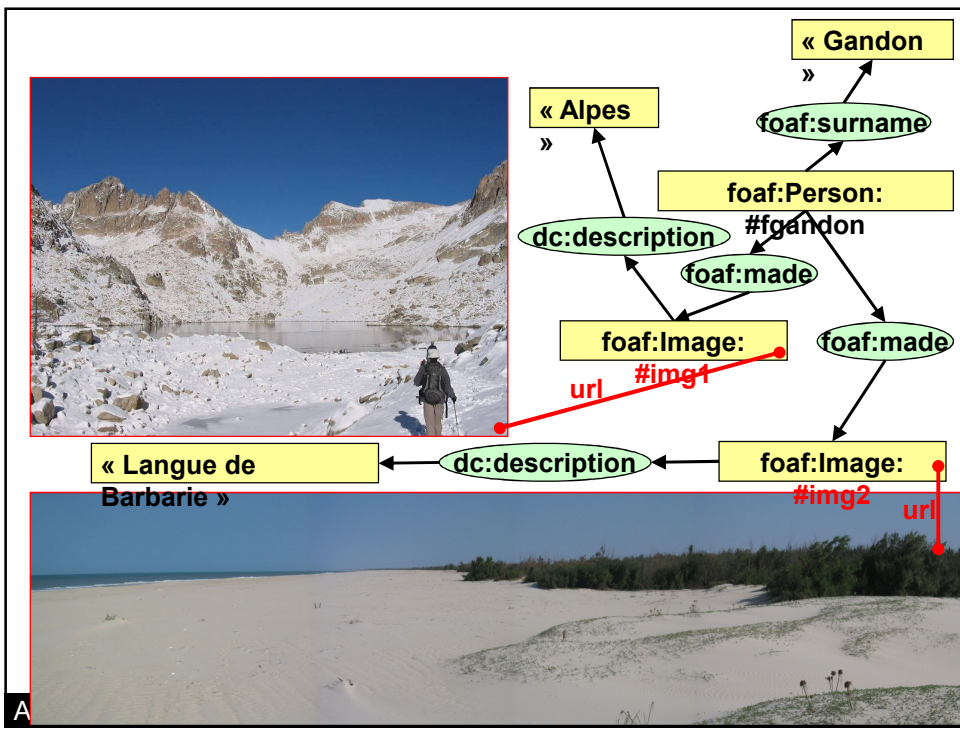 « Gandon
»
« Alpes
»
foaf:surname
foaf:Person:
#fgandon
dc:description
foaf:made
foaf:Image:
#img1
foaf:made
url
« Langue de
Barbarie »
dc:description
foaf:Image:
#img2
url
A